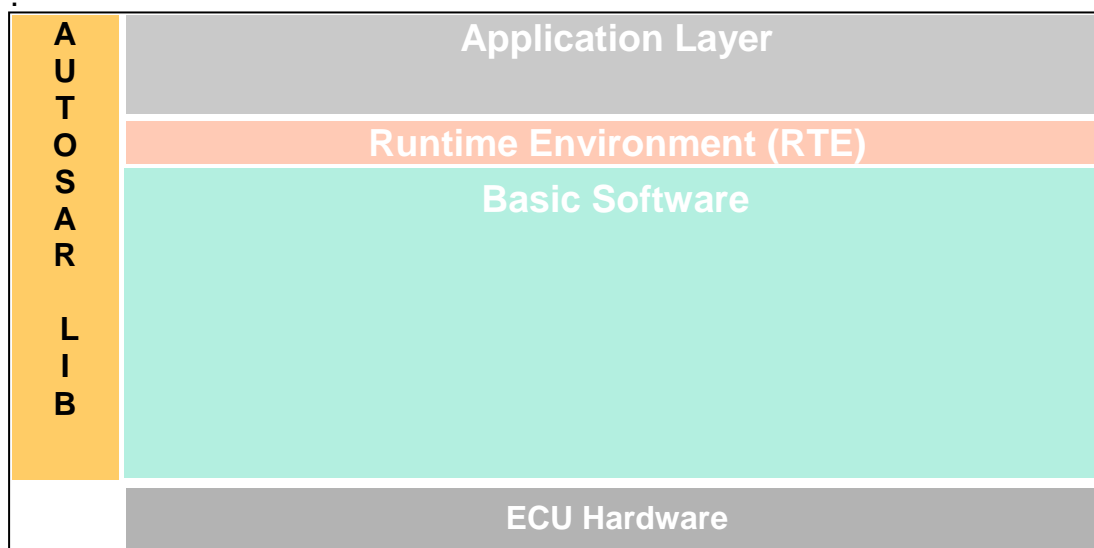 .
A
U
T
O
S
A
R
L
I
B
Application Layer
Runtime Environment (RTE)
Basic Software
ECU Hardware